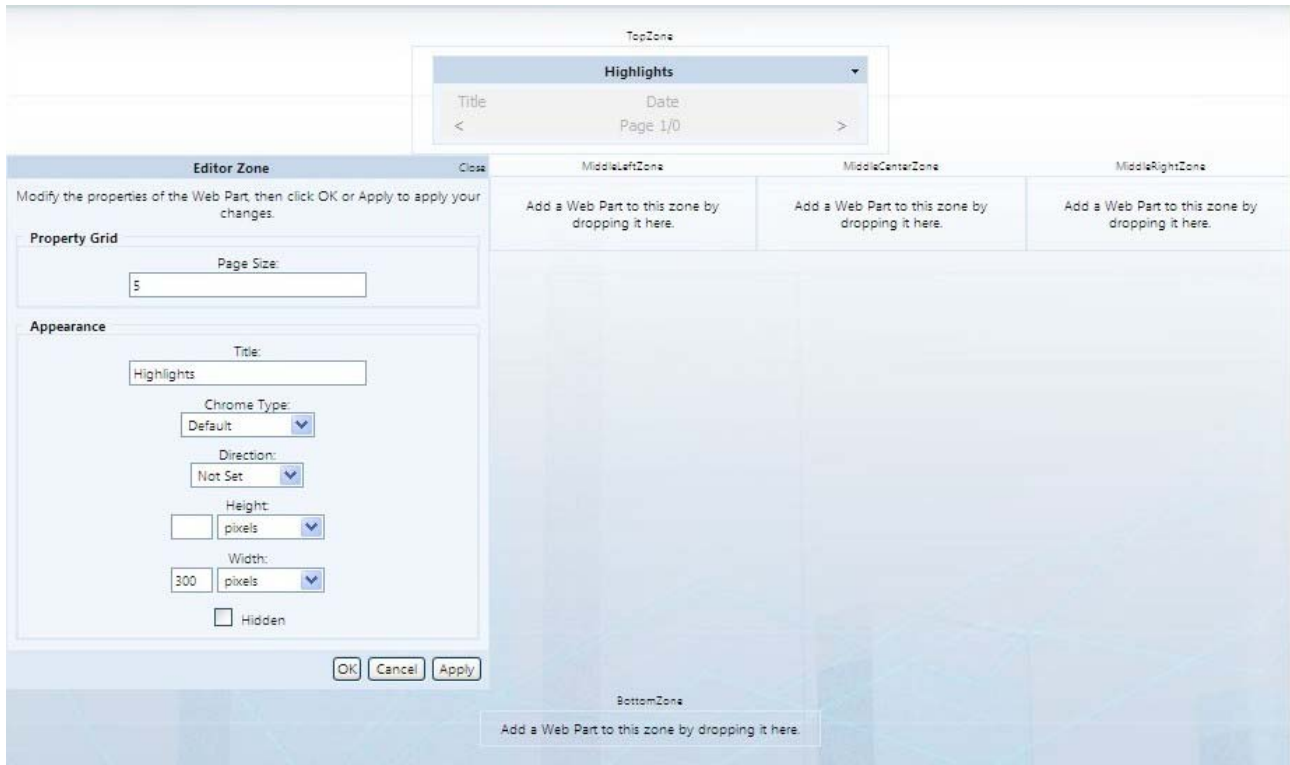 TopZone
Highlights
Title Date
< Page 1/0 >
Editor Zone Close
Modify the properties of the Web Part, then click OK or Apply to apply your
changes.
Property Grid
Page Size:
5
Appearance
Title:
Highlights
Chrome Type:
Default
Direction:
Not Set
Height:
pixels
Width:
300 pixels
Hidden
OK Cancel Apply
MiddleLeftZone
Add a Web Part to this zone by
dropping it here.
MiddleCenterZone
Add a Web Part to this zone by
dropping it here.
MiddleRightZone
Add a Web Part to this zone by
dropping it here.
BottomZone
Add a Web Part to this zone by dropping it here.